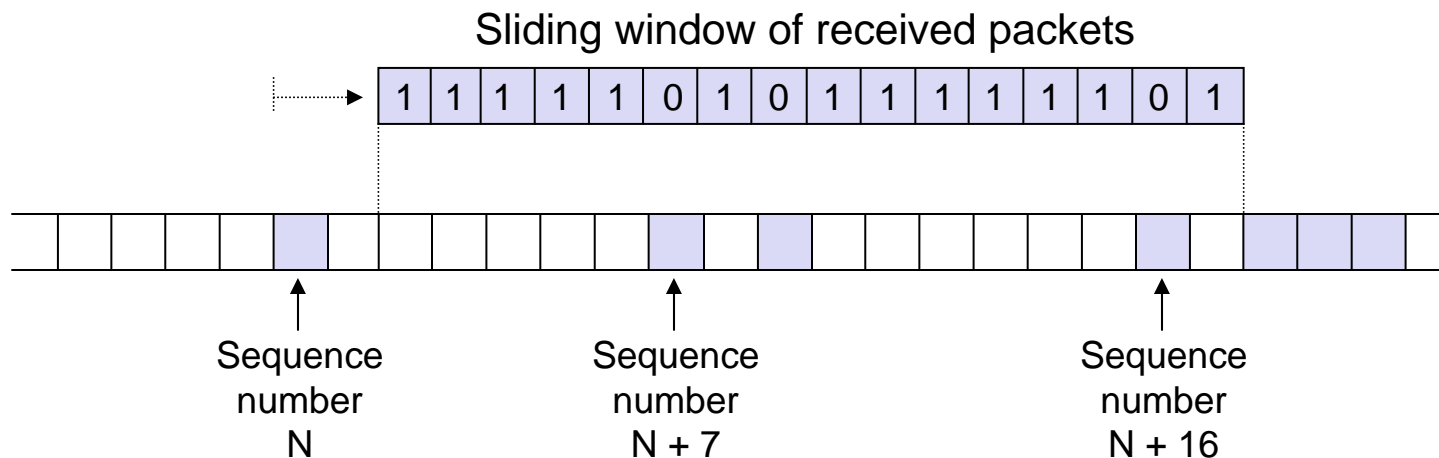 Sliding window of received packets
1 1 1 1 1 0 1 0 1 1 1 1 1 1 0 1
Sequence Sequence Sequence
number number number
N N + 7 N + 16